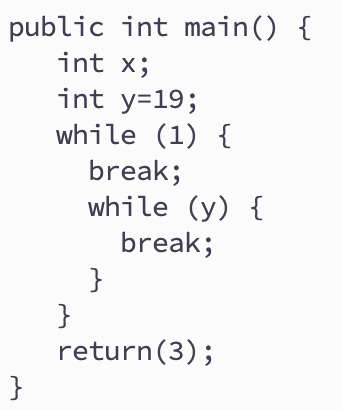 public int main() {
   int x;
   int y=19;
   while (1) {
     break;
     while (y) {
       break;
     }
   }
   return(3);
}